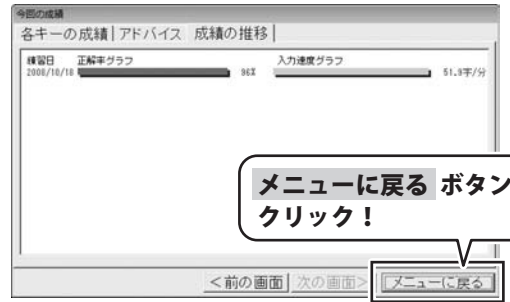 今回の成績
各キーの成績 アドバイス 成績の推移
練習日 正解率グラフ 入力速度グラフ
2008/10/18 96% 51.9字/分
メニューに戻る ボタン
クリック!
<前の画面 次の画面> メニューに戻る